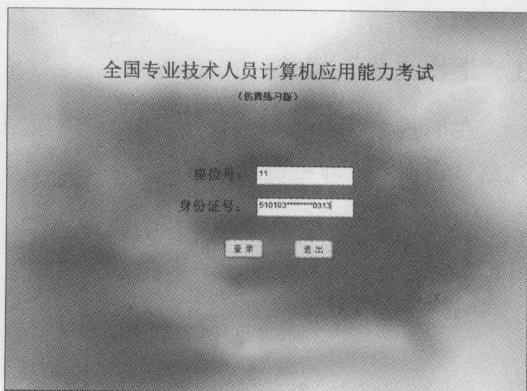 全国专业技术人员计算机应用能力考试
（仿真练习版）
座位号： 11
身份证号： 510103********0313
登录 退出